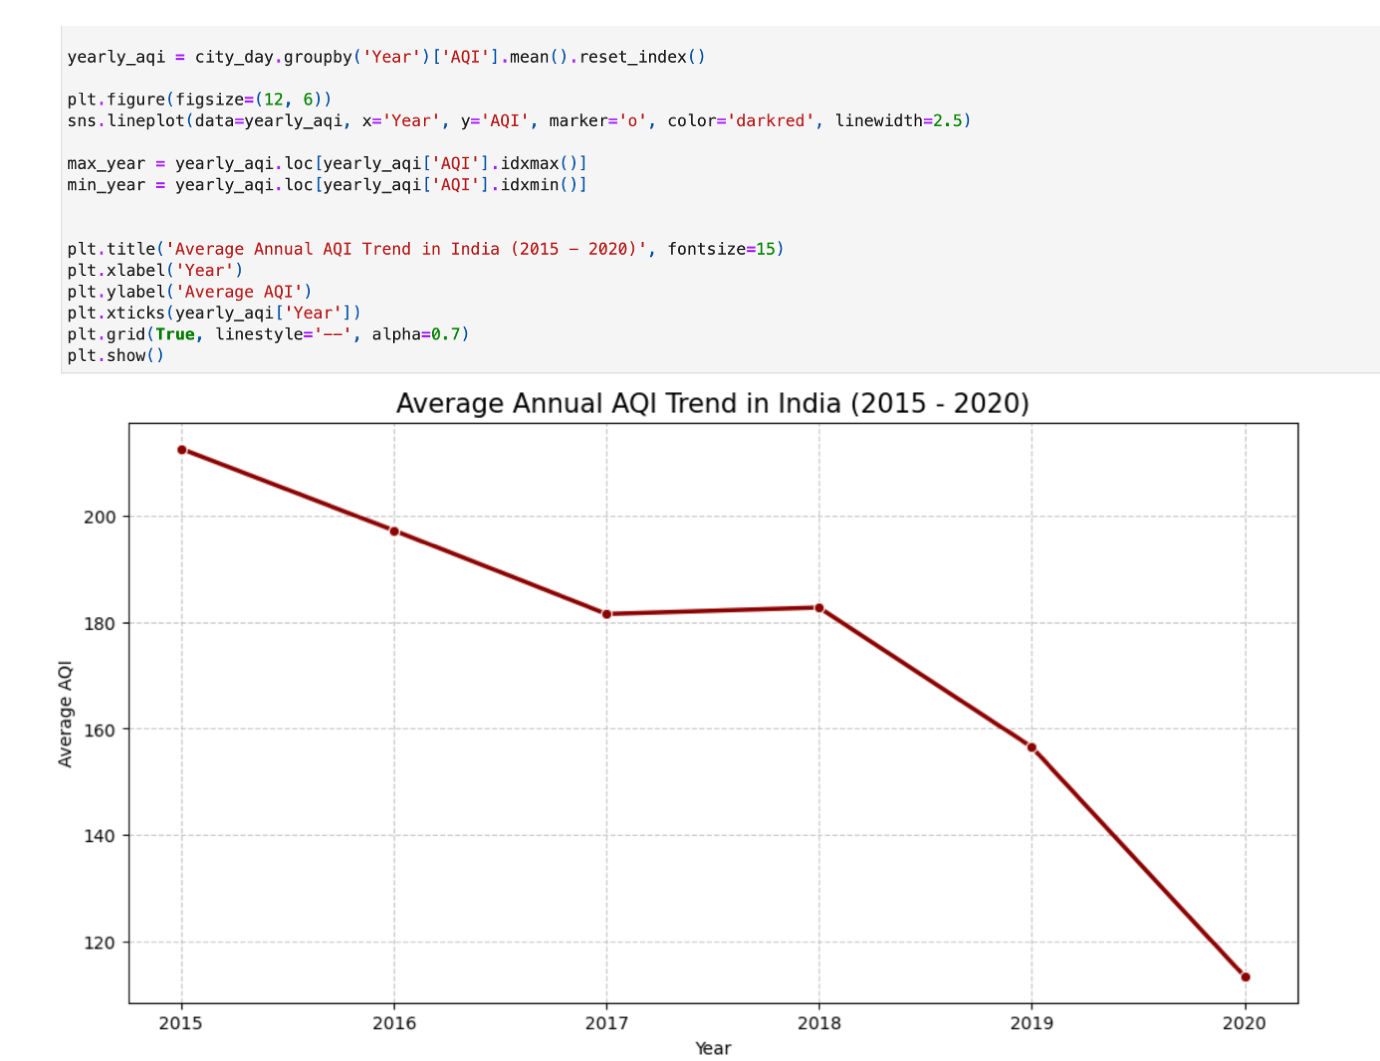 yearly_aqi = city_day.groupby('Year')['AQI'].mean().reset_index()
plt.figure(figsize=(12, 6))
sns.lineplot(data=yearly_aqi, x='Year', y='AQI', marker='o', color='darkred', linewidth=2.5)
max_year = yearly_aqi.loc[yearly_aqi['AQI'].idxmax()]
min_year = yearly_aqi.loc[yearly_aqi['AQI'].idxmin()]
plt.title('Average Annual AQI Trend in India (2015 - 2020)', fontsize=15)
plt.xlabel('Year')
plt.ylabel('Average AQI')
plt.xticks(yearly_aqi['Year'])
plt.grid(True, linestyle='--', alpha=0.7)
plt.show()
Average Annual AQI Trend in India (2015 - 2020)
200
180
160
140
120
Average AQI
2015 2016 2017 2018 2019 2020
Year